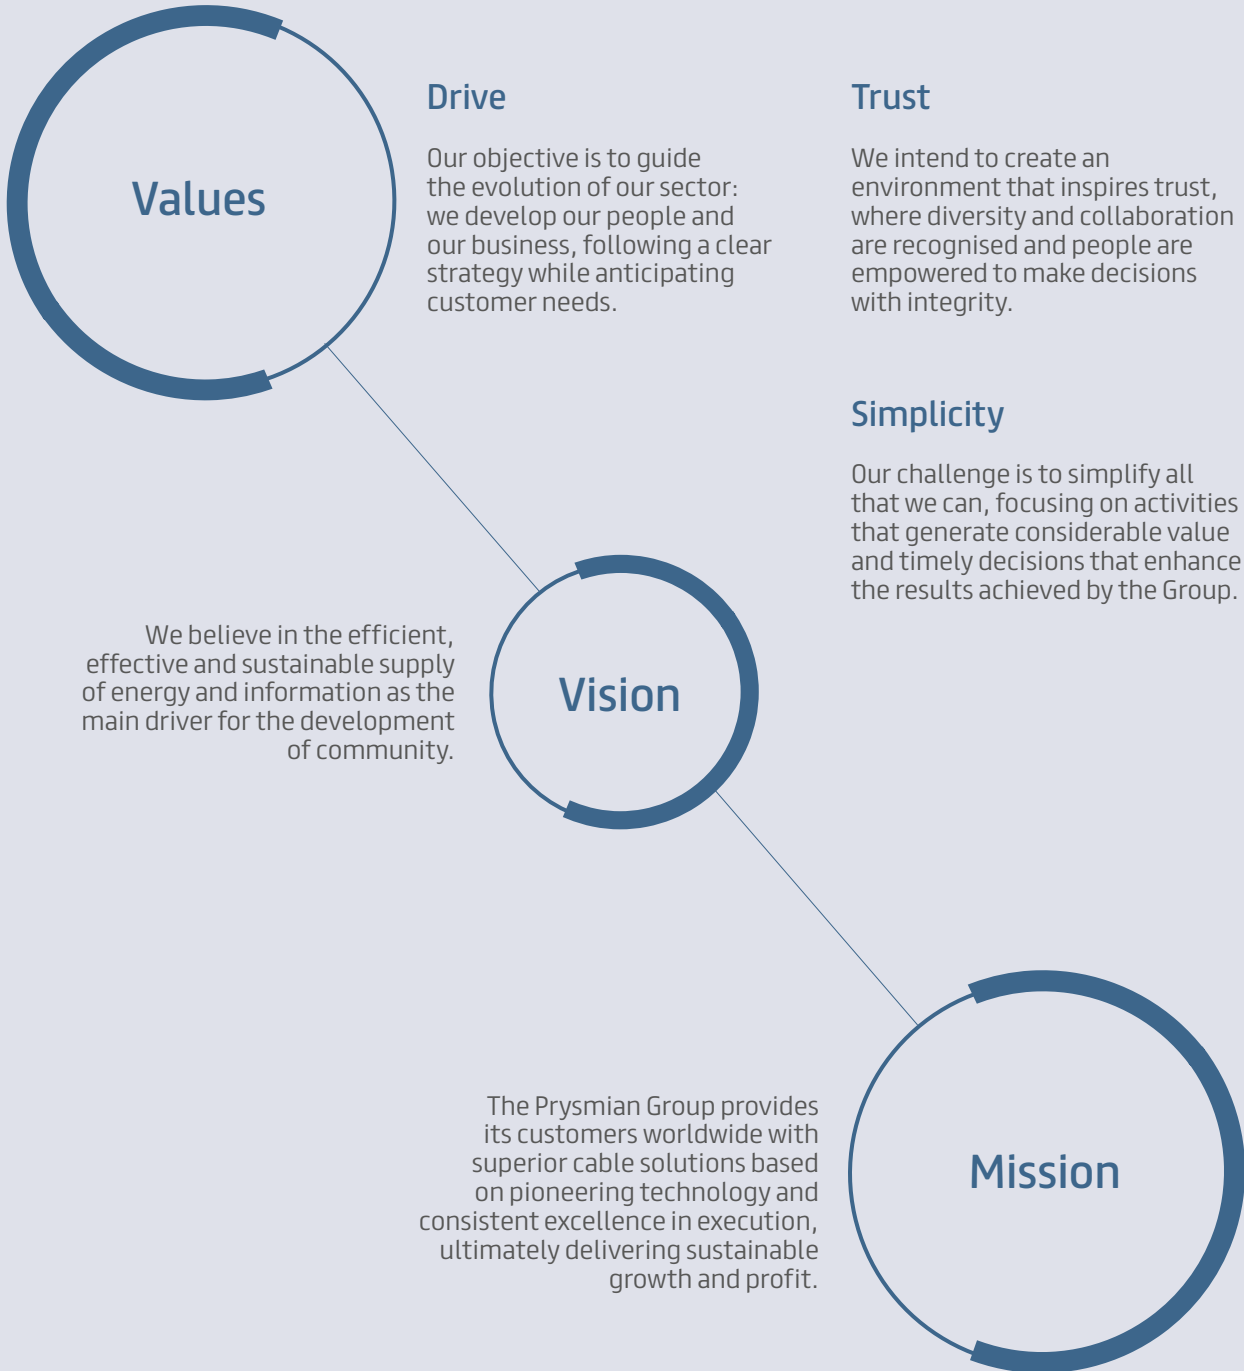 Values
Drive
Our objective is to guide
the evolution of our sector:
we develop our people and
our business, following a clear
strategy while anticipating
customer needs.
Trust
We intend to create an
environment that inspires trust,
where diversity and collaboration
are recognised and people are
empowered to make decisions
with integrity.
Simplicity
Our challenge is to simplify all
that we can, focusing on activities
that generate considerable value
and timely decisions that enhance
the results achieved by the Group.
We believe in the efficient,
effective and sustainable supply
of energy and information as the
main driver for the development
of community.
Vision
The Prysmian Group provides
its customers worldwide with
superior cable solutions based
on pioneering technology and
consistent excellence in execution,
ultimately delivering sustainable
growth and profit.
Mission